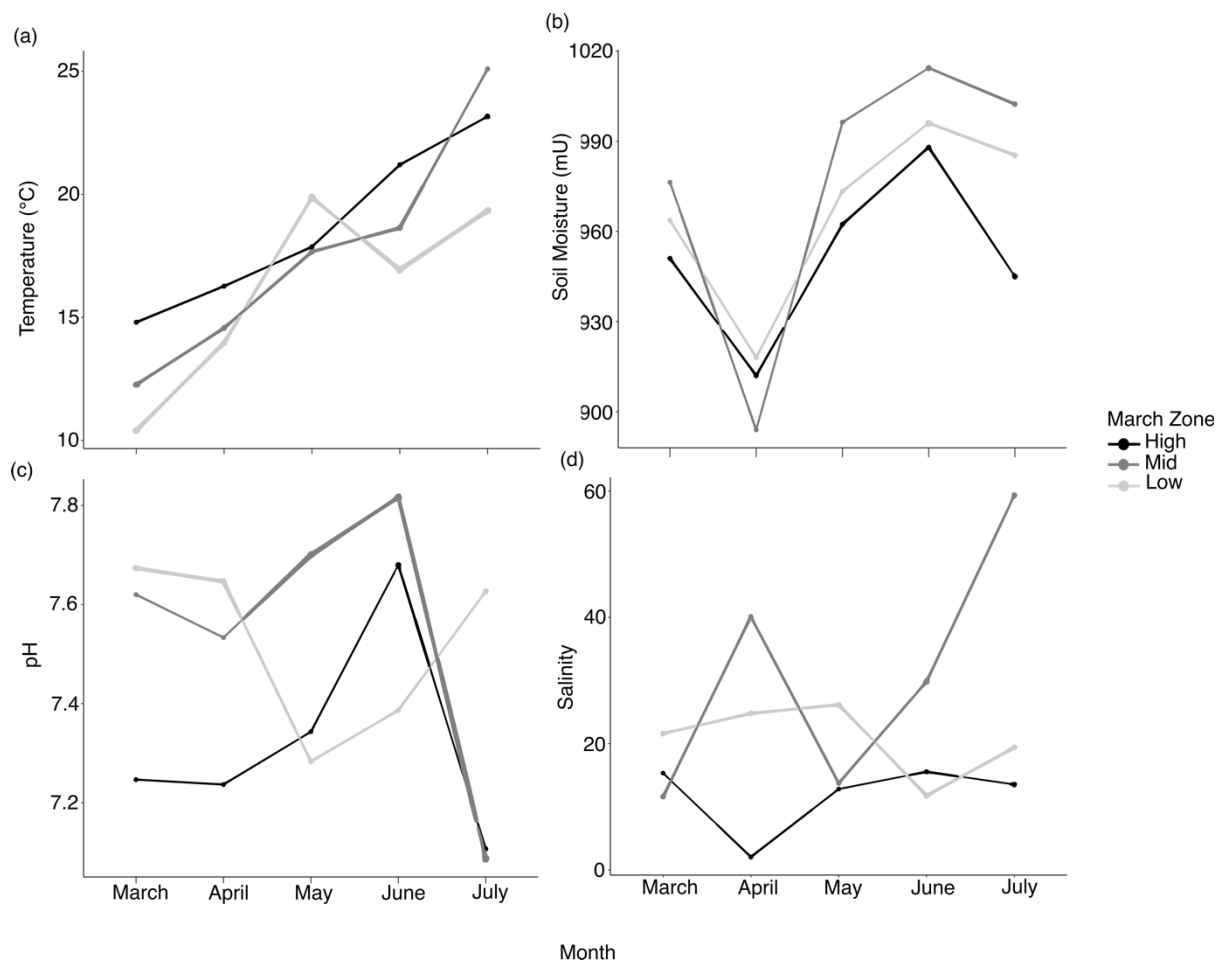 (a)
Temperature (°C)
25
20
15
10
(b)
Soil Moisture (mU)
1020
990
960
930
900
March Zone
High
Mid
Low
(c)
pH
7.8
7.6
7.4
7.2
March April May June July
(d)
Salinity
60
40
20
0
March April May June July
Month